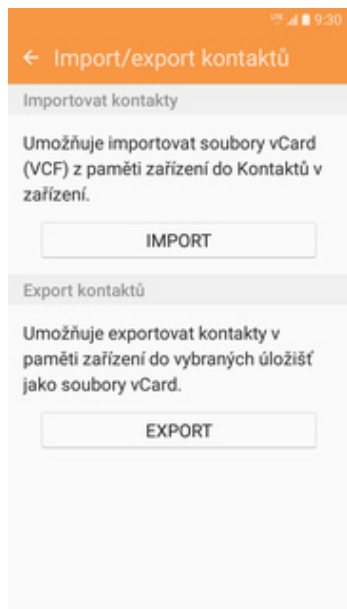 9:30
Import/export kontaktů
Importovat kontakty
Umožňuje importovat soubory vCard
(VCF) z paměti zařízení do Kontaktů v
zařízení.
IMPORT
Export kontaktů
Umožňuje exportovat kontakty v
paměti zařízení do vybraných úložišť
jako soubory vCard.
EXPORT